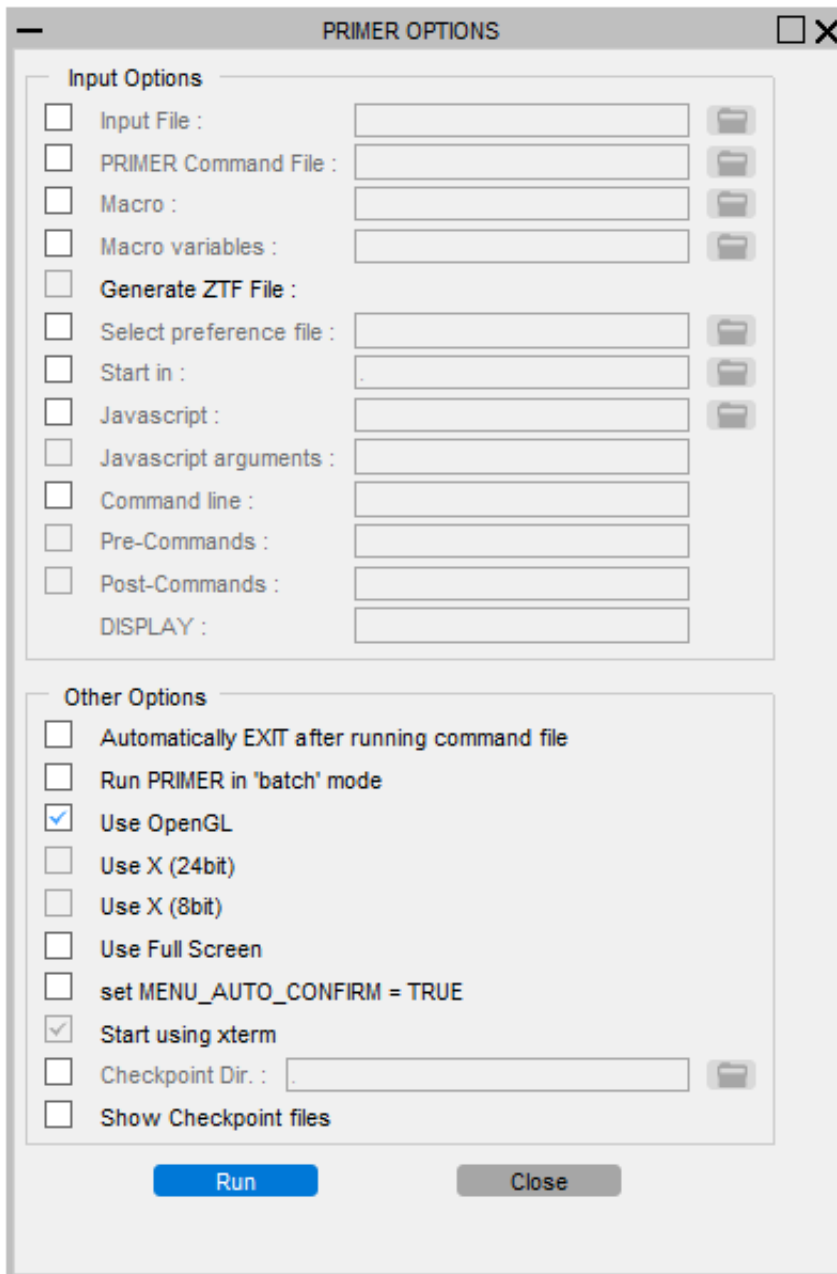 PRIMER OPTIONS
Input Options
Input File :
PRIMER Command File :
Macro :
Macro variables :
Generate ZTF File :
Select preference file :
Start in :
.
Javascript :
Javascript arguments :
Command line :
Pre-Commands :
Post-Commands :
DISPLAY :
Other Options
Automatically EXIT after running command file
Run PRIMER in 'batch' mode
Use OpenGL
Use X (24bit)
Use X (8bit)
Use Full Screen
set MENU_AUTO_CONFIRM = TRUE
Start using xterm
Checkpoint Dir. : .
Show Checkpoint files
Run Close